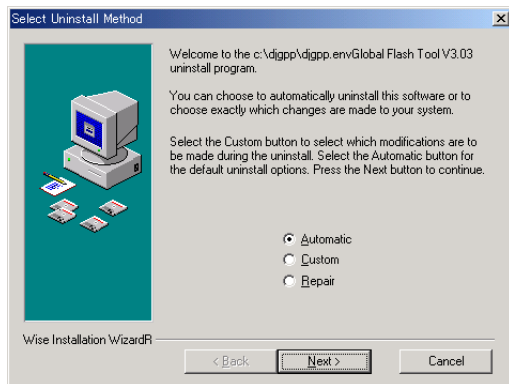 Select Uninstall Method
Welcome to the c:\djgpp\djgpp.envGlobal Flash Tool V3.03
uninstall program.
You can choose to automatically uninstall this software or to
choose exactly which changes are made to your system.
Select the Custom button to select which modifications are to
be made during the uninstall. Select the Automatic button for
the default uninstall options. Press the Next button to continue.
Automatic
Custom
Repair
Wise Installation WizardR
< Back
Next >
Cancel